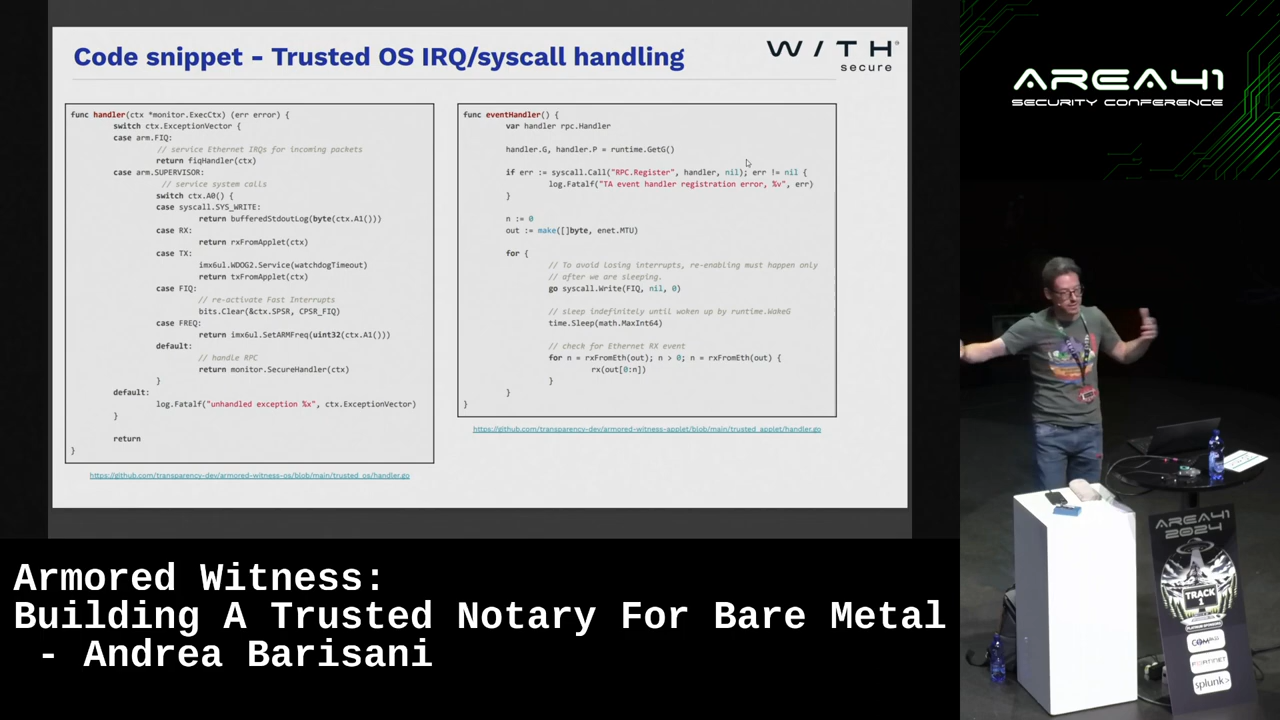 Code snippet - Trusted OS IRQ/syscall handling
W / T H
secure
func handler(ctx *monitor.ExecCtx) (err error) {
switch ctx.ExceptionVector {
case arm.FIQ:
// service Ethernet IRQs for incoming packets
return fiqHandler(ctx)
case arm.SUPERVISOR:
// service system calls
switch ctx.A0() {
case syscall.SYS_WRITE:
return bufferedStdoutLog(byte(ctx.A1()))
case RX:
return rxFromApplet(ctx)
case TX:
imx6ul.WDOG2.Service(watchdogTimeout)
return txFromApplet(ctx)
case FIQ:
// re-activate Fast Interrupts
bits.Clear(&ctx.SPSR, CPSR_FIQ)
case FREQ:
return imx6ul.SetARMFreq(uint32(ctx.A1()))
default:
// handle RPC
return monitor.SecureHandler(ctx)
}
default:
log.Fatalf("unhandled exception %x", ctx.ExceptionVector)
}
return
}
https://github.com/transparency-dev/armored-witness-os/blob/main/trusted_os/handler.go
func eventHandler() {
var handler rpc.Handler
handler.G, handler.P = runtime.GetG()
if err := syscall.Call("RPC.Register", handler, nil); err != nil {
log.Fatalf("TA event handler registration error, %v", err)
}
n := 0
out := make([]byte, enet.MTU)
for {
// To avoid losing interrupts, re-enabling must happen only
// after we are sleeping.
go syscall.Write(FIQ, nil, 0)
// sleep indefinitely until woken up by runtime.WakeG
time.Sleep(math.MaxInt64)
// check for Ethernet RX event
for n = rxFromEth(out); n > 0; n = rxFromEth(out) {
rx(out[0:n])
}
}
}
https://github.com/transparency-dev/armored-witness-applet/blob/main/trusted_applet/handler.go
AREA41
SECURITY CONFERENCE
AREA41
2024
TRACK
1
FORTINET
splunk>
Armored Witness:
Building A Trusted Notary For Bare Metal
- Andrea Barisani